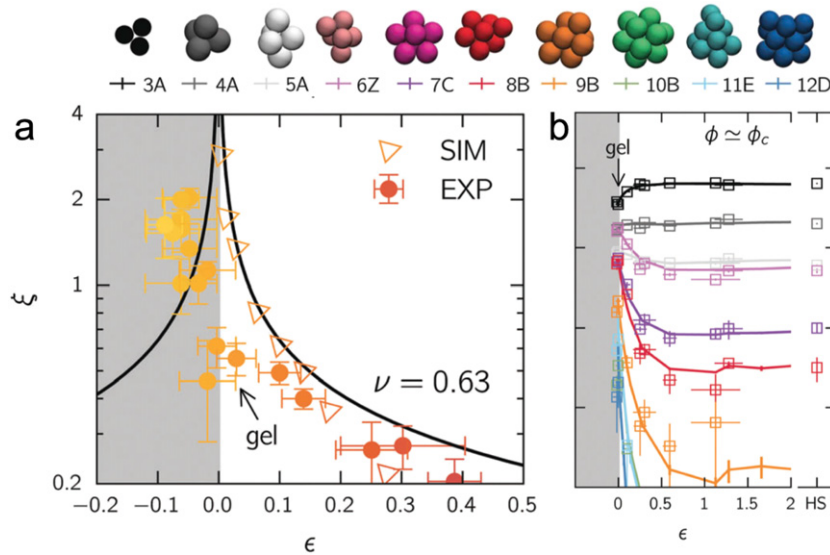 3A 4A 5A 6Z 7C 8B 9B 10B 11E 12D
a
4
2
1
0.2
ξ
SIM
EXP
ν = 0.63
gel
−0.2 −0.1 0.0 0.1 0.2 0.3 0.4 0.5
ϵ
b
ϕ ≃ ϕc
gel
0 0.5 1 1.5 2 HS
ϵ